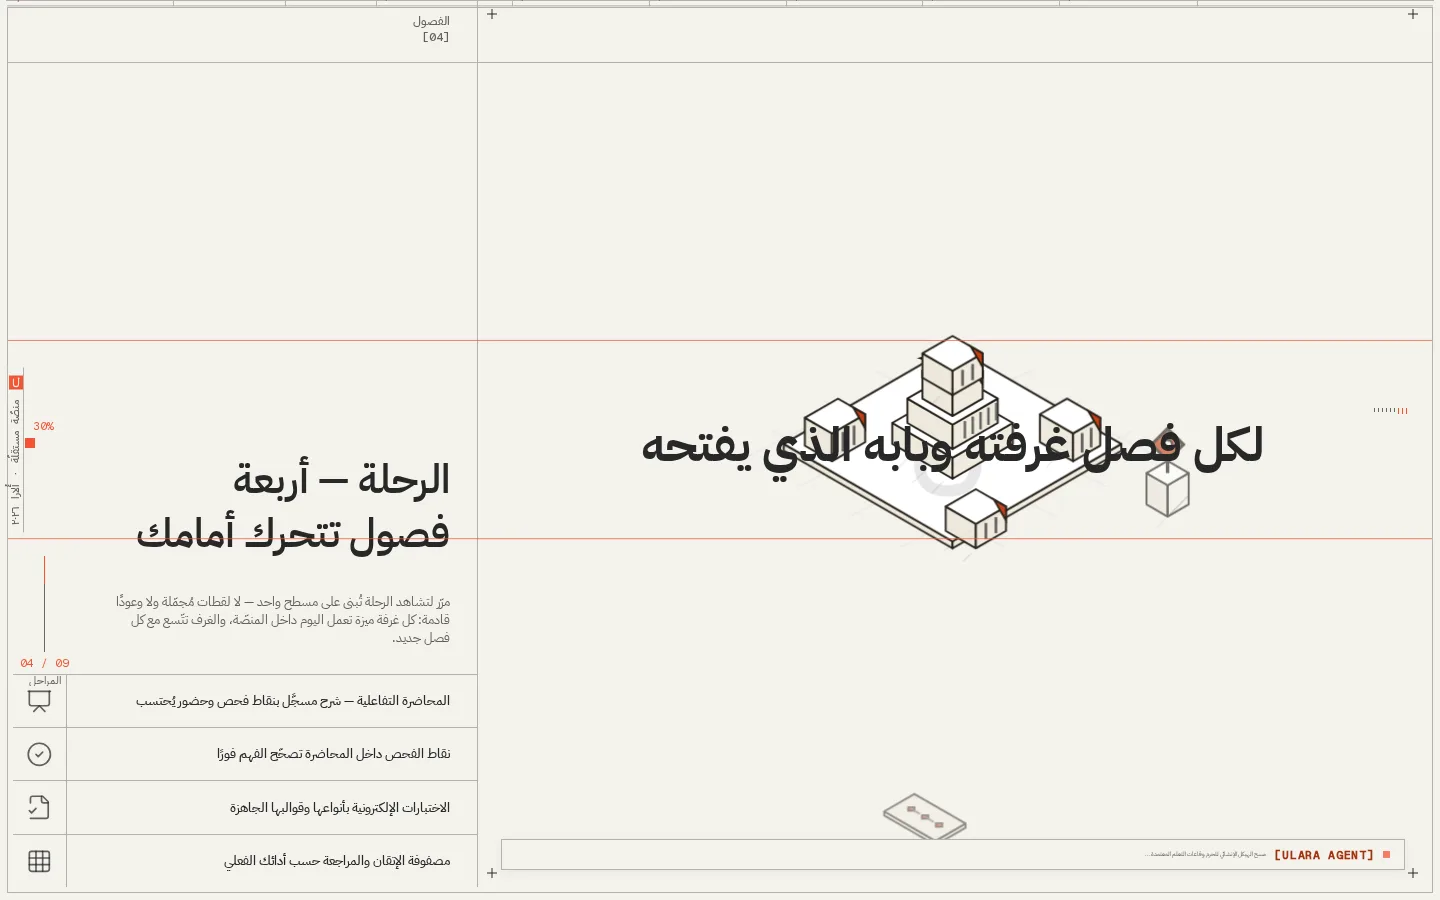 الفصول
[04]
لكل فصل غرفته وبابه الذي يفتحه
الرحلة — أربعة
فصول تتحرك أمامك
مرّر لتشاهد الرحلة تُبنى على مسطح واحد — لا لقطات مُجمّلة ولا وعودًا
قادمة: كل غرفة ميزة تعمل اليوم داخل المنصّة، والغرف تتّسع مع كل
فصل جديد.
المحاضرة التفاعلية — شرح مسجَّل بنقاط فحص وحضور يُحتسب
نقاط الفحص داخل المحاضرة تصحّح الفهم فورًا
الاختبارات الإلكترونية بأنواعها وقوالبها الجاهزة
مصفوفة الإتقان والمراجعة حسب أدائك الفعلي
U
منصّة مستقلّة · ألارا ٢٠٢٦
30%
04 / 09
المراحل
[ULARA AGENT]